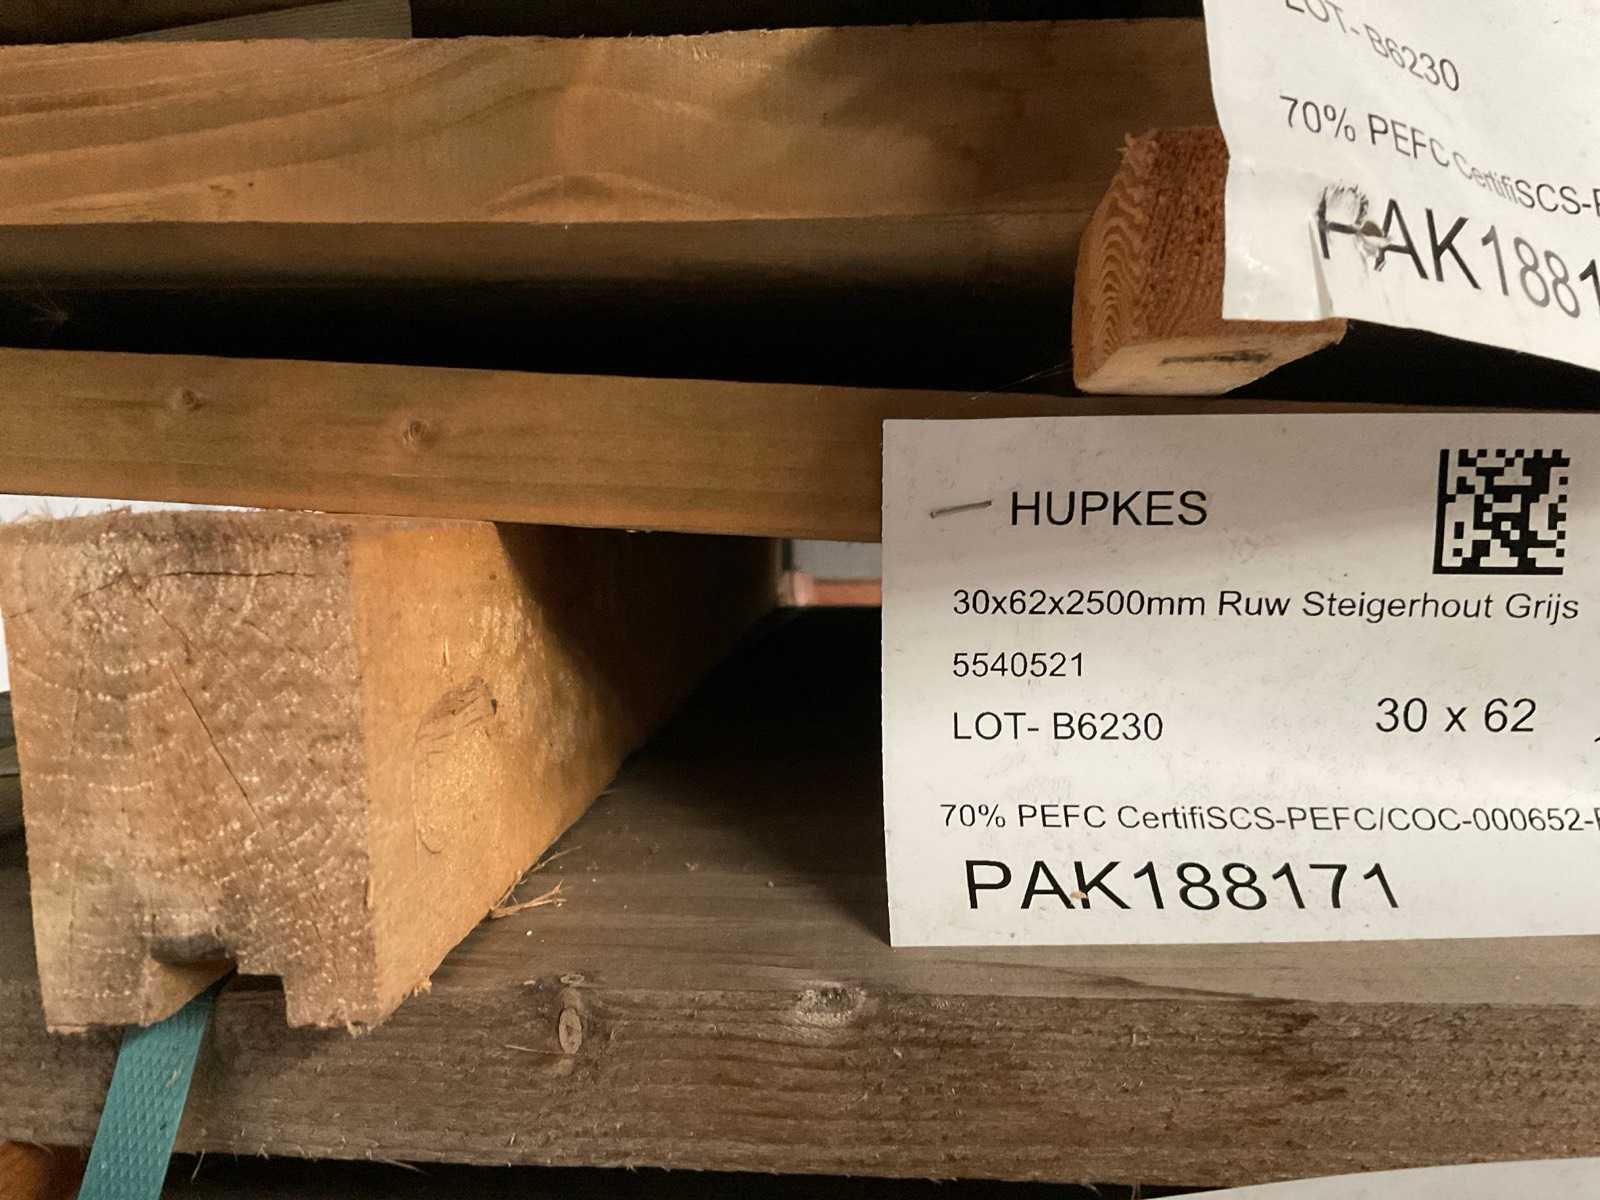 LOT- B6230
70% PEFC CertifiSCS-
PAK1881
HUPKES
30x62x2500mm Ruw Steigerhout Grijs
5540521
LOT- B6230 30 x 62
70% PEFC CertifiSCS-PEFC/COC-000652-
PAK188171